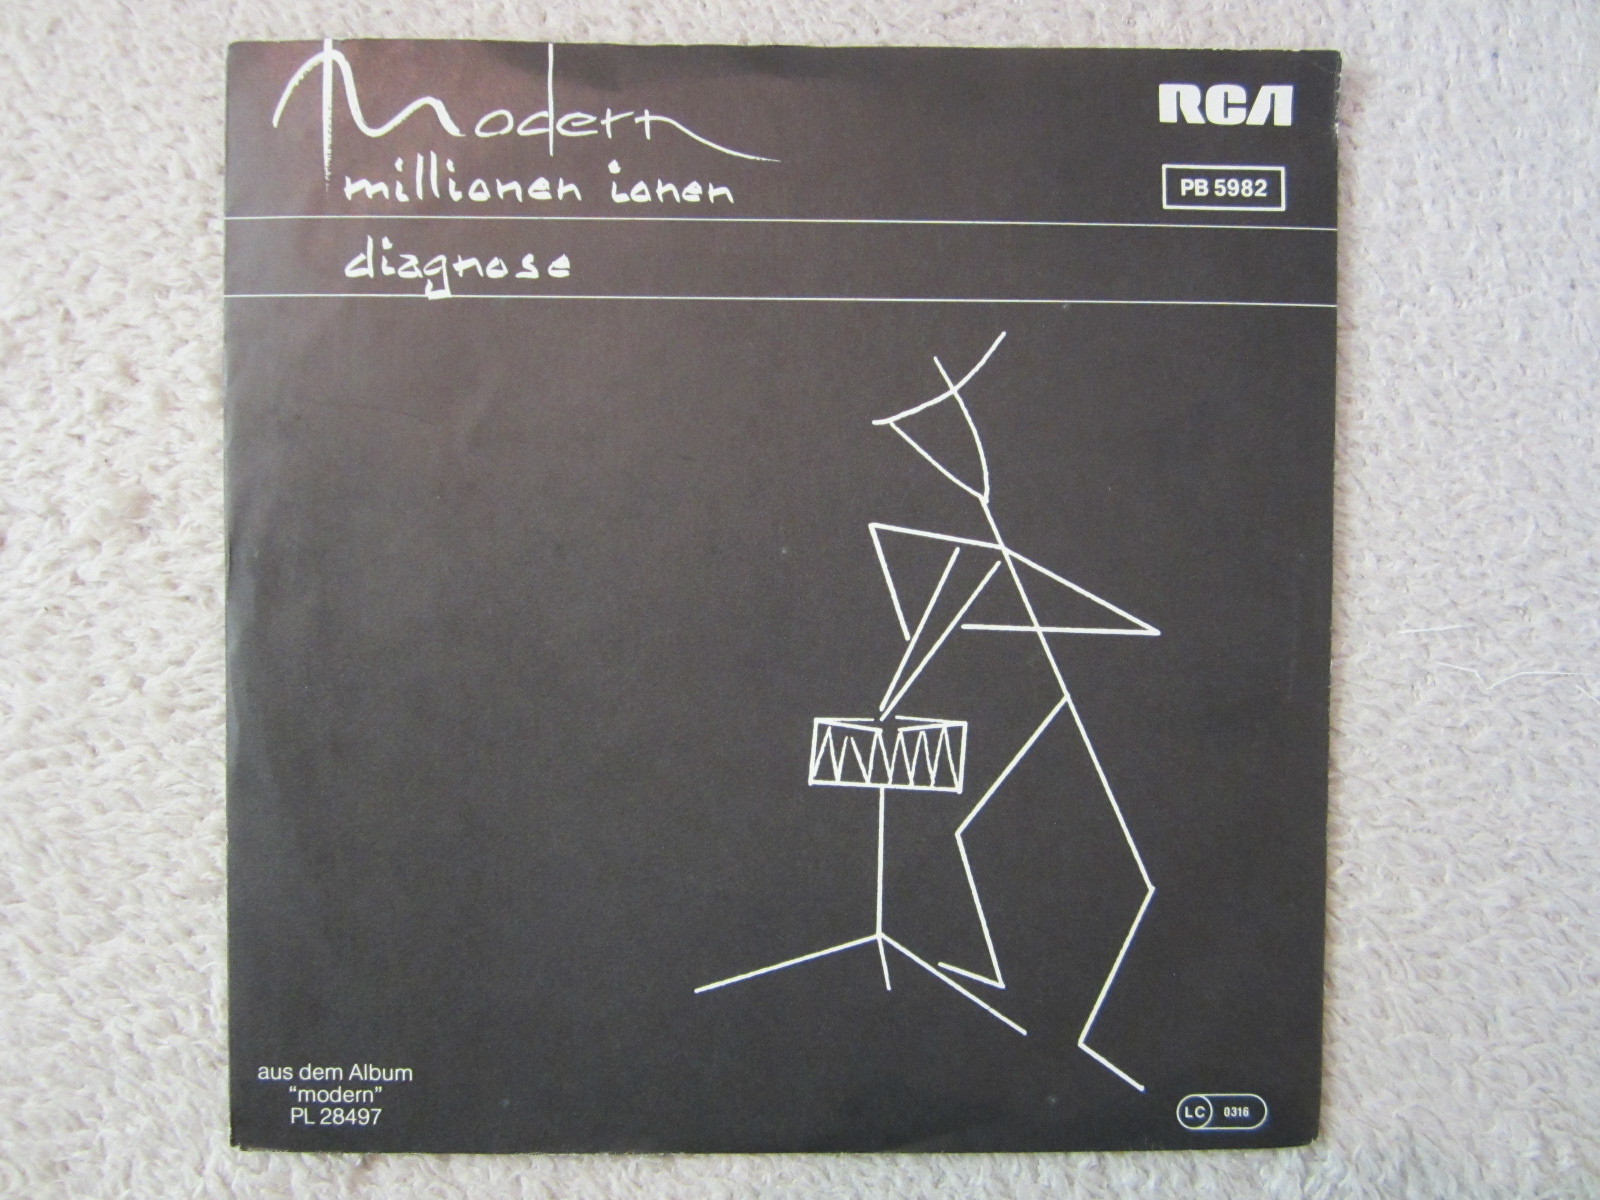 Modern
RCA
millionen ionen
PB 5982
diagnose
aus dem Album
"modern"
PL 28497
LC 0316